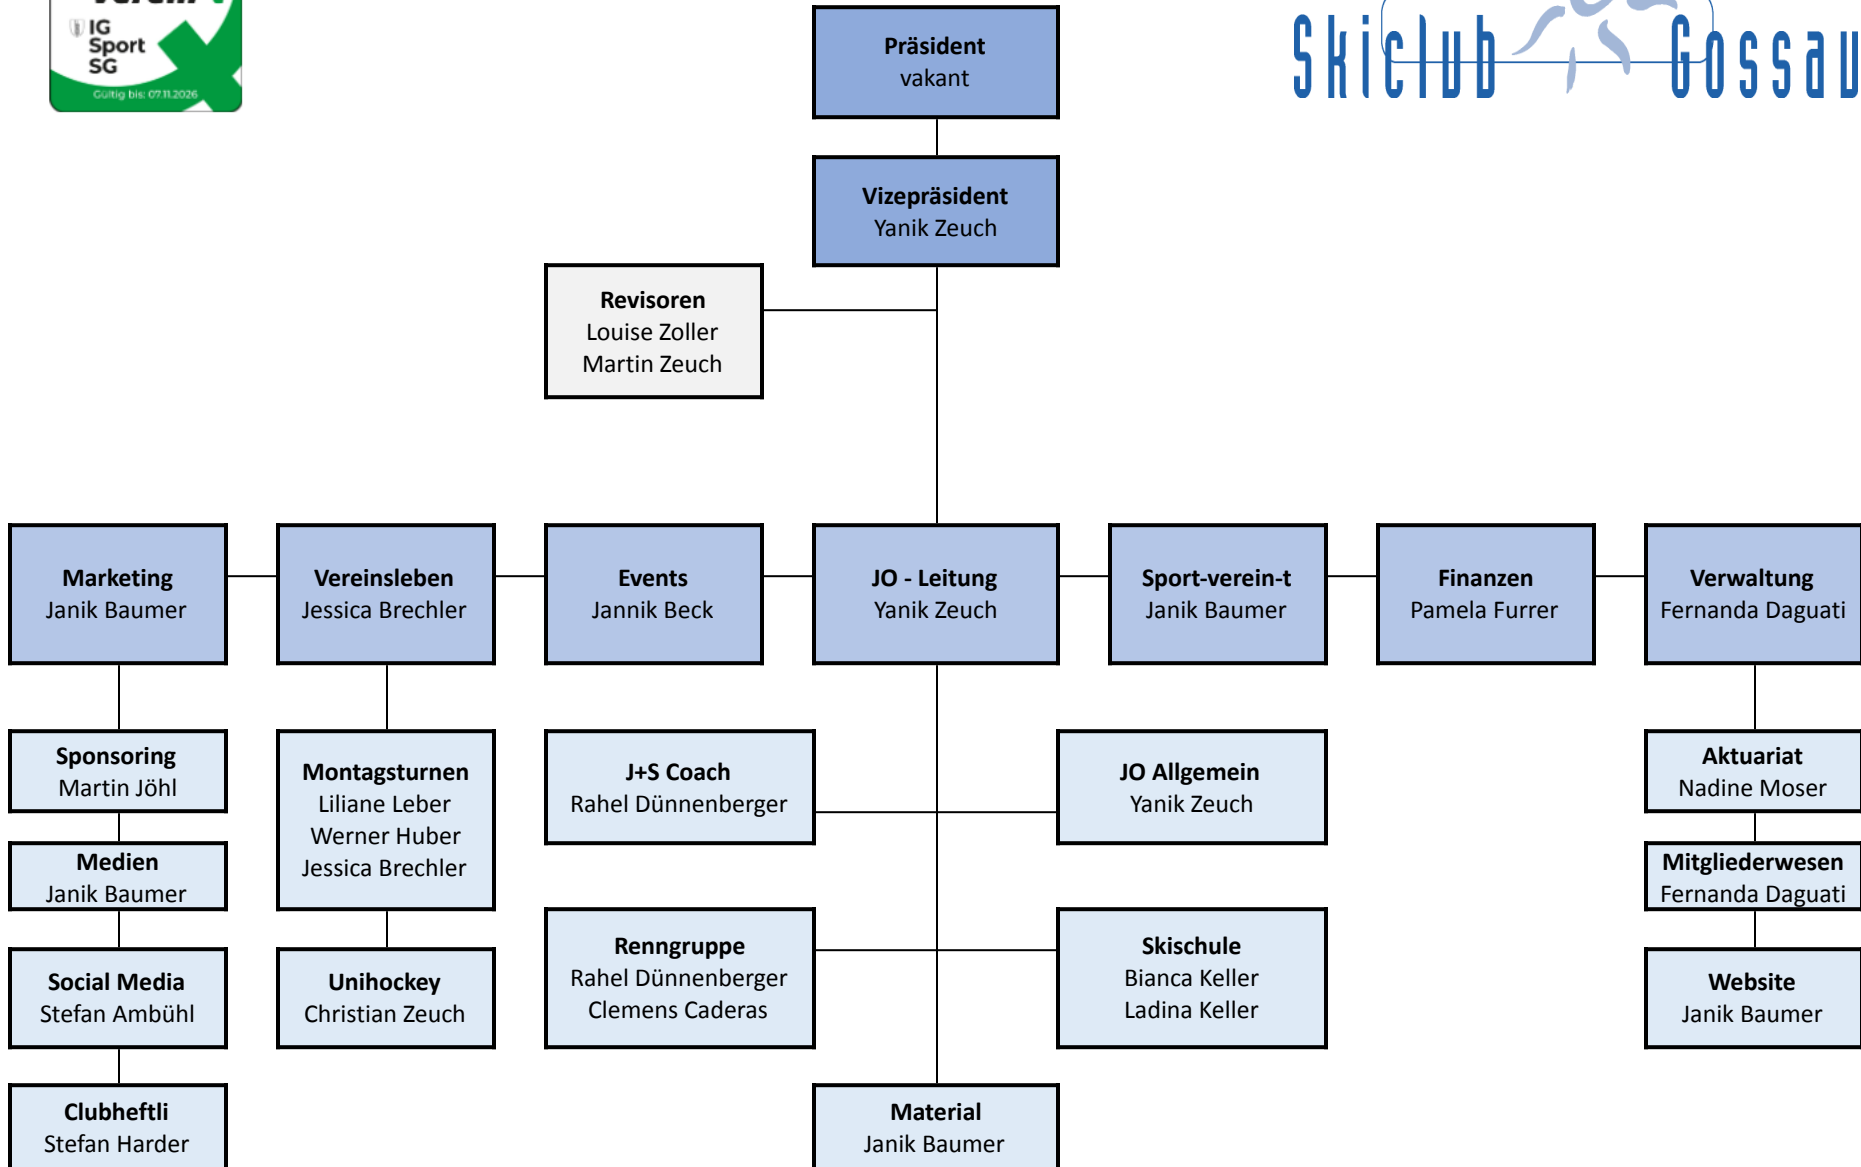 IG
Sport
SG
Gültig bis: 07.11.2026
Skiclub Gossau
Präsident
vakant
Vizepräsident
Yanik Zeuch
Revisoren
Louise Zoller
Martin Zeuch
Marketing
Janik Baumer
Vereinsleben
Jessica Brechler
Events
Jannik Beck
JO - Leitung
Yanik Zeuch
Sport-verein-t
Janik Baumer
Finanzen
Pamela Furrer
Verwaltung
Fernanda Daguati
Sponsoring
Martin Jöhl
Medien
Janik Baumer
Social Media
Stefan Ambühl
Clubheftli
Stefan Harder
Montagsturnen
Liliane Leber
Werner Huber
Jessica Brechler
Unihockey
Christian Zeuch
J+S Coach
Rahel Dünnenberger
JO Allgemein
Yanik Zeuch
Renngruppe
Rahel Dünnenberger
Clemens Caderas
Skischule
Bianca Keller
Ladina Keller
Material
Janik Baumer
Aktuariat
Nadine Moser
Mitgliederwesen
Fernanda Daguati
Website
Janik Baumer